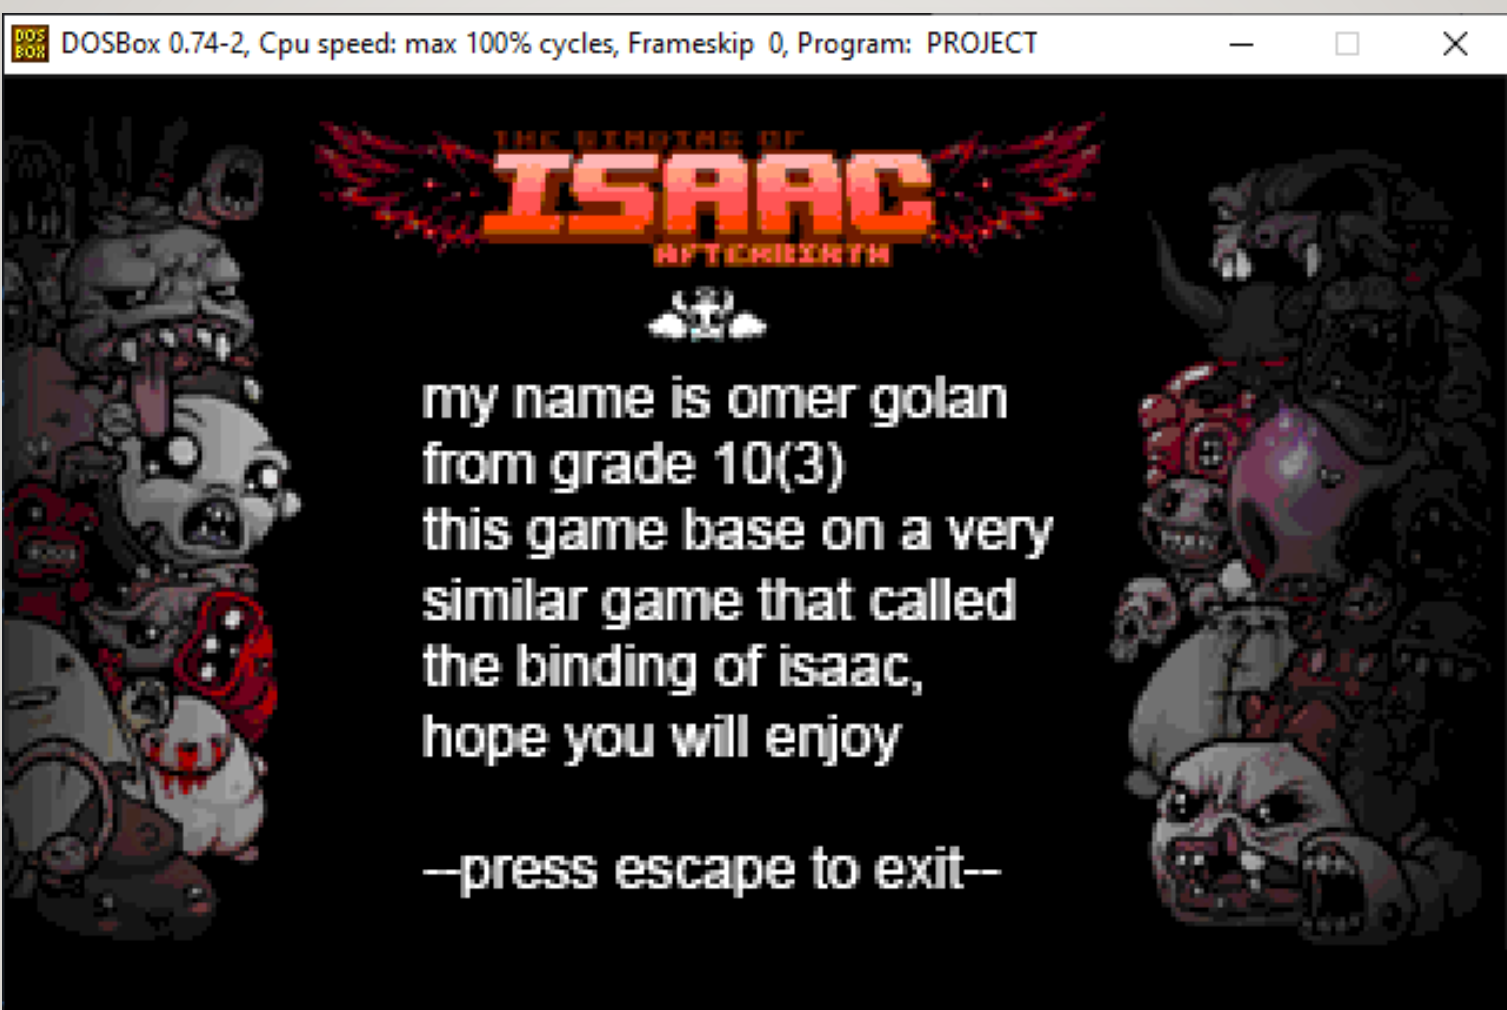 DOSBox 0.74-2, Cpu speed: max 100% cycles, Frameskip 0, Program: PROJECT
THE BINDING OF
ISAAC
AFTERBIRTH
my name is omer golan
from grade 10(3)
this game base on a very
similar game that called
the binding of isaac,
hope you will enjoy
--press escape to exit--